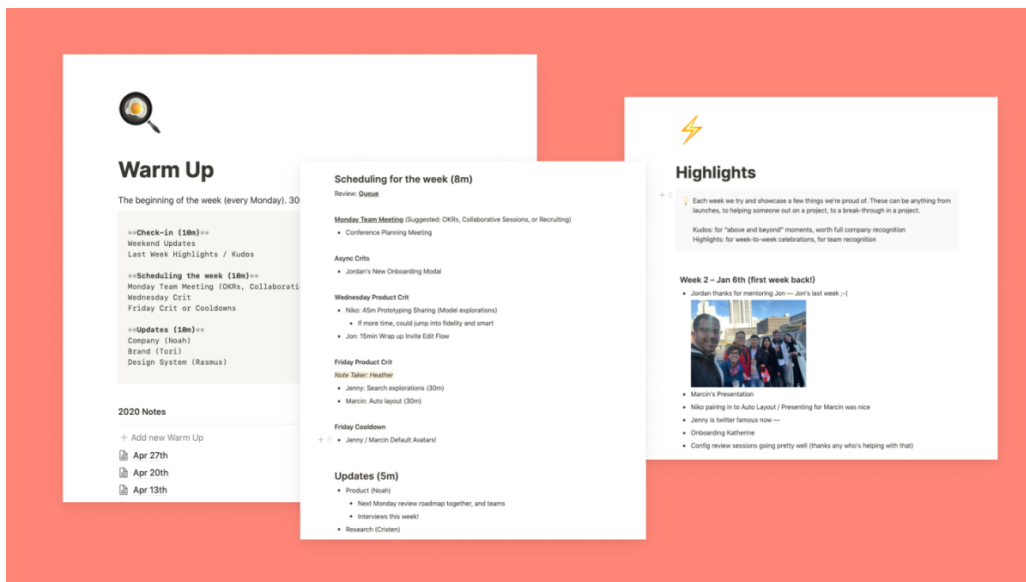 Warm Up
The beginning of the week (every Monday). 30
**Check-in (10m)**
Weekend Updates
Last Week Highlights / Kudos
**Scheduling the week (10m)**
Monday Team Meeting (OKRs, Collaborati
Wednesday Crit
Friday Crit or Cooldowns
**Updates (10m)**
Company (Noah)
Brand (Tori)
Design System (Rasmus)
2020 Notes
+ Add new Warm Up
Apr 27th
Apr 20th
Apr 13th
Scheduling for the week (8m)
Review: Queue
Monday Team Meeting (Suggested: OKRs, Collaborative Sessions, or Recruiting)
• Conference Planning Meeting
Async Crits
• Jordan's New Onboarding Modal
Wednesday Product Crit
• Niko: 45m Prototyping Sharing (Model explorations)
• If more time, could jump into fidelity and smart
• Jon: 15min Wrap up Invite Edit Flow
Friday Product Crit
Note Taker: Heather
• Jenny: Search explorations (30m)
• Marcin: Auto layout (30m)
Friday Cooldown
• Jenny / Marcin Default Avatars!
Updates (5m)
• Product (Noah)
• Next Monday review roadmap together, and teams
• Interviews this week!
• Research (Cristen)
Highlights
Each week we try and showcase a few things we're proud of. These can be anything from
launches, to helping someone out on a project, to a break-through in a project.
Kudos: for "above and beyond" moments, worth full company recognition
Highlights: for week-to-week celebrations, for team recognition
Week 2 – Jan 6th (first week back!)
• Jordan thanks for mentoring Jon — Jon's last week ;-(
• Marcin's Presentation
• Niko pairing in to Auto Layout / Presenting for Marcin was nice
• Jenny is twitter famous now —
• Onboarding Katherine
• Config review sessions going pretty well (thanks any who's helping with that)